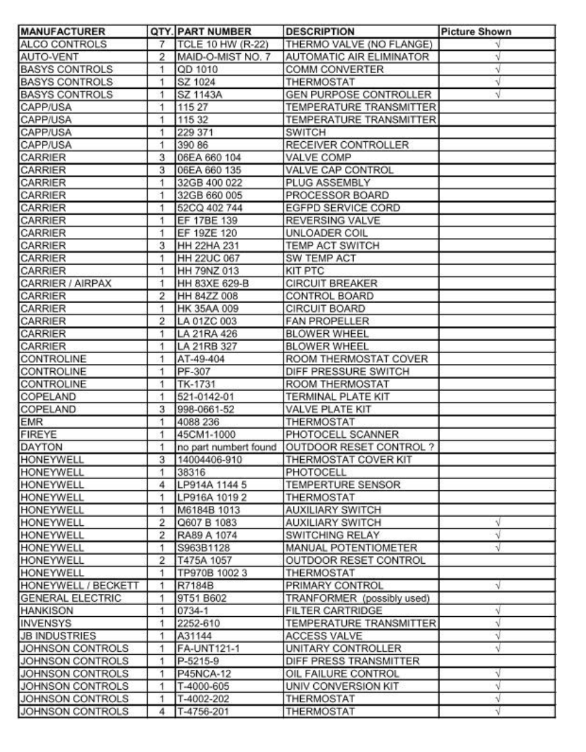 MANUFACTURER QTY. PART NUMBER DESCRIPTION Picture Shown
ALCO CONTROLS 7 TCLE 10 HW (R-22) THERMO VALVE (NO FLANGE) √
AUTO-VENT 2 MAID-O-MIST NO. 7 AUTOMATIC AIR ELIMINATOR √
BASYS CONTROLS 1 QD 1010 COMM CONVERTER √
BASYS CONTROLS 1 SZ 1024 THERMOSTAT √
BASYS CONTROLS 1 SZ 1143A GEN PURPOSE CONTROLLER √
CAPP/USA 1 115 27 TEMPERATURE TRANSMITTER
CAPP/USA 1 115 32 TEMPERATURE TRANSMITTER
CAPP/USA 1 229 371 SWITCH
CAPP/USA 1 390 86 RECEIVER CONTROLLER
CARRIER 3 06EA 660 104 VALVE COMP
CARRIER 3 06EA 660 135 VALVE CAP CONTROL
CARRIER 1 32GB 400 022 PLUG ASSEMBLY
CARRIER 1 32GB 660 005 PROCESSOR BOARD
CARRIER 1 52CQ 402 744 EGFPD SERVICE CORD
CARRIER 1 EF 17BE 139 REVERSING VALVE
CARRIER 1 EF 19ZE 120 UNLOADER COIL
CARRIER 3 HH 22HA 231 TEMP ACT SWITCH
CARRIER 1 HH 22UC 067 SW TEMP ACT
CARRIER 1 HH 79NZ 013 KIT PTC
CARRIER / AIRPAX 1 HH 83XE 629-B CIRCUIT BREAKER
CARRIER 2 HH 84ZZ 008 CONTROL BOARD
CARRIER 1 HK 35AA 009 CIRCUIT BOARD
CARRIER 2 LA 01ZC 003 FAN PROPELLER
CARRIER 1 LA 21RA 426 BLOWER WHEEL
CARRIER 1 LA 21RB 327 BLOWER WHEEL
CONTROLINE 1 AT-49-404 ROOM THERMOSTAT COVER
CONTROLINE 1 PF-307 DIFF PRESSURE SWITCH
CONTROLINE 1 TK-1731 ROOM THERMOSTAT
COPELAND 1 521-0142-01 TERMINAL PLATE KIT
COPELAND 3 998-0661-52 VALVE PLATE KIT
EMR 1 4088 236 THERMOSTAT
FIREYE 1 45CM1-1000 PHOTOCELL SCANNER
DAYTON 1 no part numbert found OUTDOOR RESET CONTROL ?
HONEYWELL 3 14004406-910 THERMOSTAT COVER KIT
HONEYWELL 1 38316 PHOTOCELL
HONEYWELL 4 LP914A 1144 5 TEMPERTURE SENSOR
HONEYWELL 1 LP916A 1019 2 THERMOSTAT
HONEYWELL 1 M6184B 1013 AUXILIARY SWITCH
HONEYWELL 2 Q607 B 1083 AUXILIARY SWITCH √
HONEYWELL 2 RA89 A 1074 SWITCHING RELAY √
HONEYWELL 1 S963B1128 MANUAL POTENTIOMETER √
HONEYWELL 2 T475A 1057 OUTDOOR RESET CONTROL
HONEYWELL 1 TP970B 1002 3 THERMOSTAT
HONEYWELL / BECKETT 1 R7184B PRIMARY CONTROL √
GENERAL ELECTRIC 1 9T51 B602 TRANFORMER (possibly used)
HANKISON 1 0734-1 FILTER CARTRIDGE √
INVENSYS 1 2252-610 TEMPERATURE TRANSMITTER √
JB INDUSTRIES 1 A31144 ACCESS VALVE √
JOHNSON CONTROLS 1 FA-UNT121-1 UNITARY CONTROLLER √
JOHNSON CONTROLS 1 P-5215-9 DIFF PRESS TRANSMITTER
JOHNSON CONTROLS 1 P45NCA-12 OIL FAILURE CONTROL √
JOHNSON CONTROLS 1 T-4000-605 UNIV CONVERSION KIT √
JOHNSON CONTROLS 1 T-4002-202 THERMOSTAT √
JOHNSON CONTROLS 4 T-4756-201 THERMOSTAT √